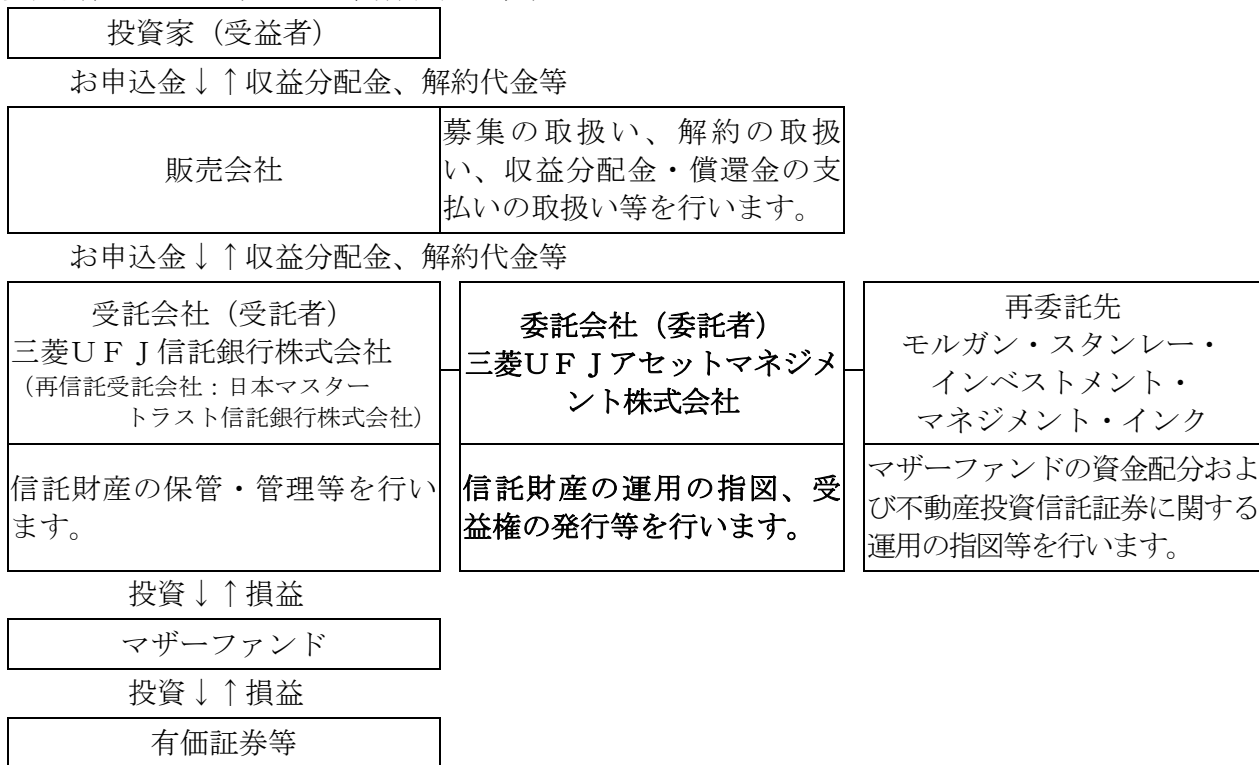 投資家（受益者）
お申込金↓↑収益分配金、解約代金等
販売会社
募集の取扱い、解約の取扱
い、収益分配金・償還金の支
払いの取扱い等を行います。
お申込金↓↑収益分配金、解約代金等
受託会社（受託者）
三菱ＵＦＪ信託銀行株式会社
（再信託受託会社：日本マスター
トラスト信託銀行株式会社）
委託会社（委託者）
三菱ＵＦＪアセットマネジメ
ント株式会社
再委託先
モルガン・スタンレー・
インベストメント・
マネジメント・インク
信託財産の保管・管理等を行い
ます。
信託財産の運用の指図、受
益権の発行等を行います。
マザーファンドの資金配分およ
び不動産投資信託証券に関する
運用の指図等を行います。
投資↓↑損益
マザーファンド
投資↓↑損益
有価証券等